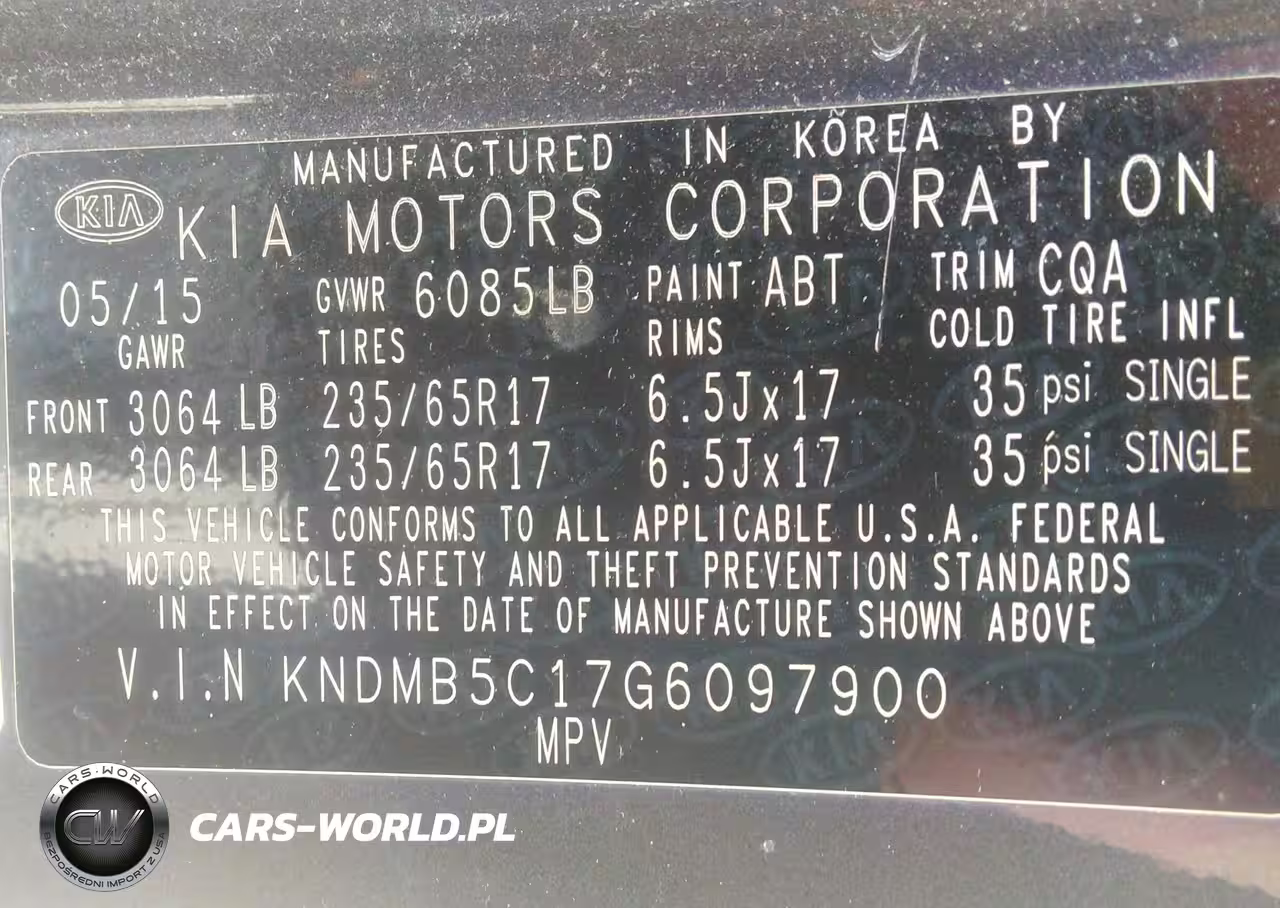 MANUFACTURED IN KOREA BY
KIA KIA MOTORS CORPORATION
05/15 GVWR 6085LB PAINT ABT TRIM CQA
GAWR TIRES RIMS COLD TIRE INFL
FRONT 3064 LB 235/65R17 6.5Jx17 35 psi SINGLE
REAR 3064 LB 235/65R17 6.5Jx17 35 psi SINGLE
THIS VEHICLE CONFORMS TO ALL APPLICABLE U.S.A. FEDERAL
MOTOR VEHICLE SAFETY AND THEFT PREVENTION STANDARDS
IN EFFECT ON THE DATE OF MANUFACTURE SHOWN ABOVE
V.I.N KNDMB5C17G6097900
MPV
CARS-WORLD
CW
BEZPOŚREDNI IMPORT Z USA
CARS-WORLD.PL